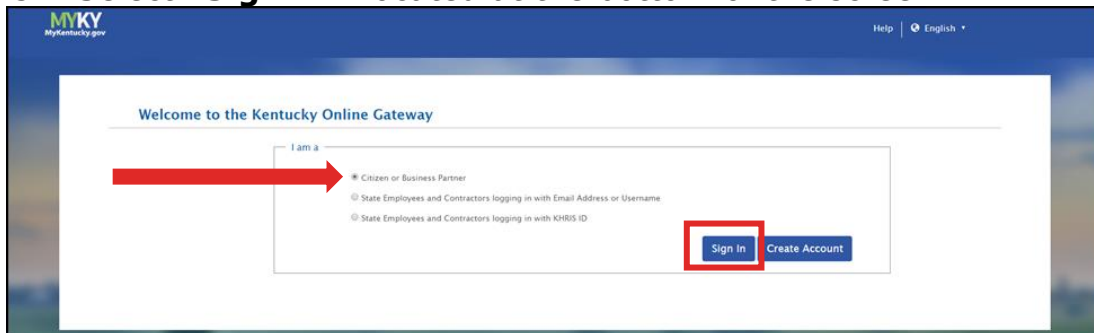 MYKY
MyKentucky.gov
Help
English
Welcome to the Kentucky Online Gateway
I am a
Citizen or Business Partner
State Employees and Contractors logging in with Email Address or Username
State Employees and Contractors logging in with KHRIS ID
Sign In
Create Account